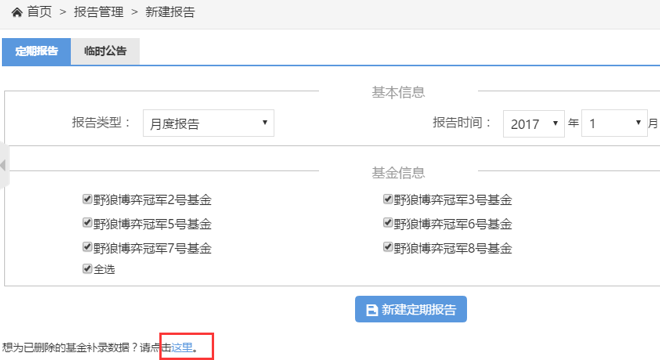 首页 > 报告管理 > 新建报告
定期报告 临时公告
基本信息
报告类型： 月度报告 报告时间： 2017 年 1 月
基金信息
野狼博弈冠军2号基金 野狼博弈冠军3号基金
野狼博弈冠军5号基金 野狼博弈冠军6号基金
野狼博弈冠军7号基金 野狼博弈冠军8号基金
全选
新建定期报告
想为已删除的基金补录数据？请点击这里。